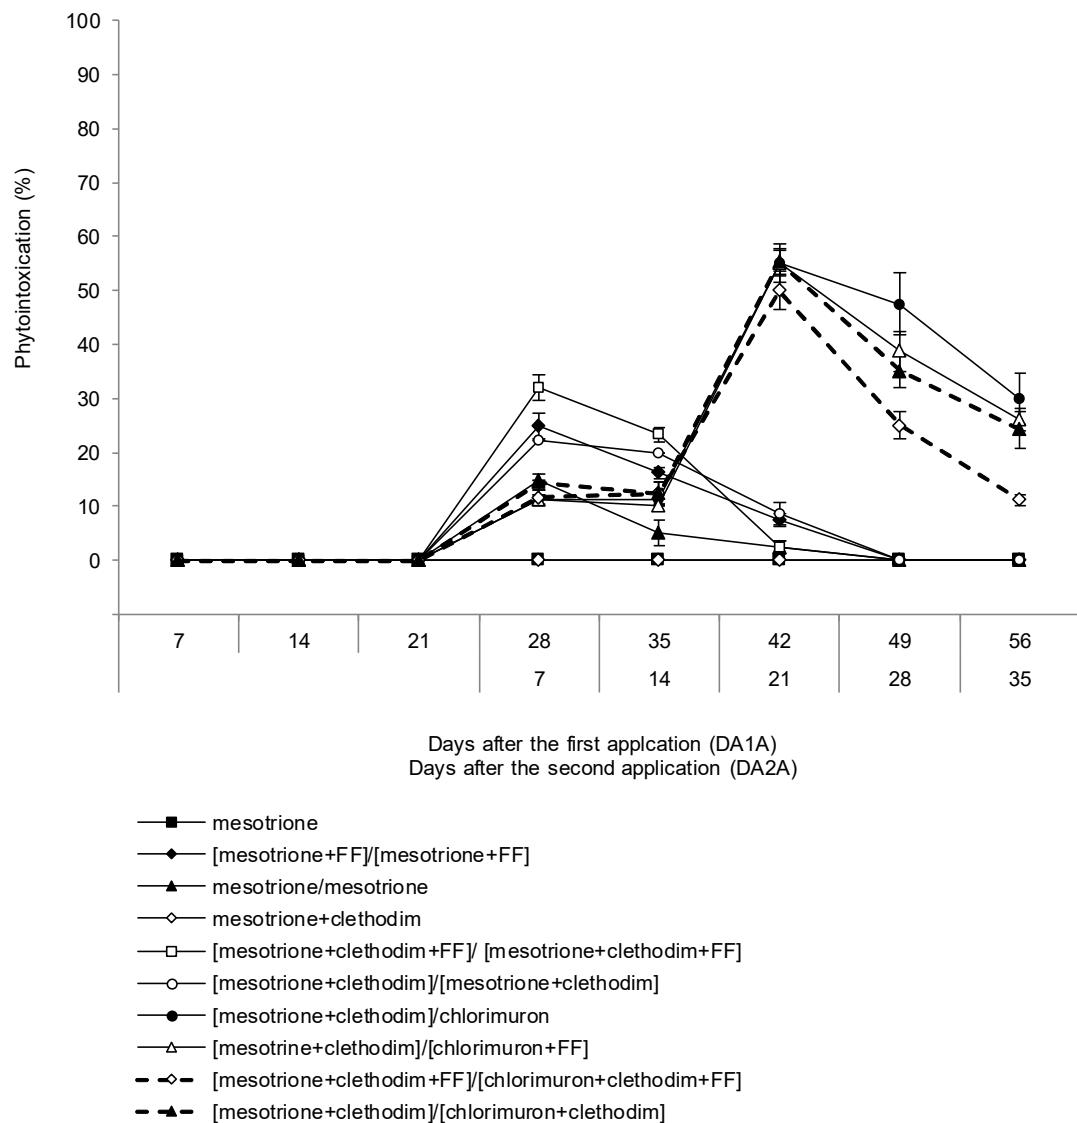 100
90
80
70
60
50
40
30
20
10
0
Phytointoxication (%)
7 14 21 28 35 42 49 56
7 14 21 28 35
Days after the first applcation (DA1A)
Days after the second application (DA2A)
mesotrione
[mesotrione+FF]/[mesotrione+FF]
mesotrione/mesotrione
mesotrione+clethodim
[mesotrione+clethodim+FF]/ [mesotrione+clethodim+FF]
[mesotrione+clethodim]/[mesotrione+clethodim]
[mesotrione+clethodim]/chlorimuron
[mesotrine+clethodim]/[chlorimuron+FF]
[mesotrione+clethodim+FF]/[chlorimuron+clethodim+FF]
[mesotrione+clethodim]/[chlorimuron+clethodim]